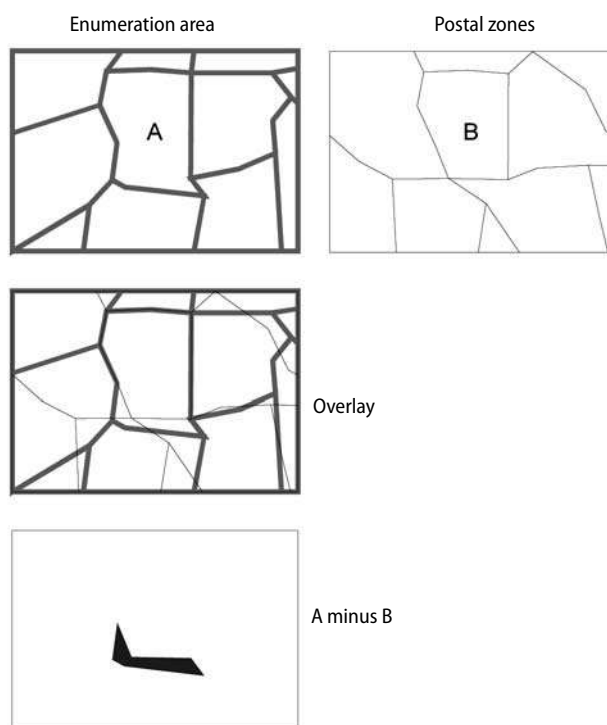 Enumeration area
Postal zones
A
B
Overlay
A minus B